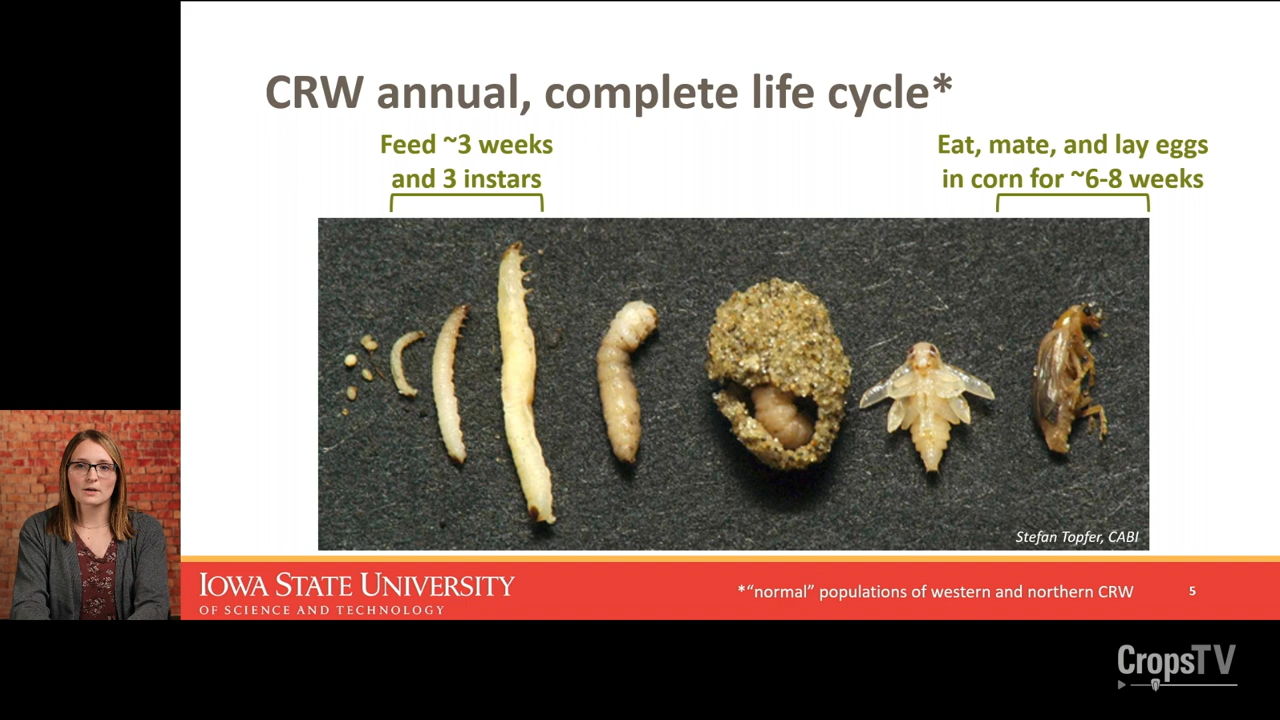 CRW annual, complete life cycle*
Feed ~3 weeks
and 3 instars
Eat, mate, and lay eggs
in corn for ~6-8 weeks
Stefan Topfer, CABI
IOWA STATE UNIVERSITY
OF SCIENCE AND TECHNOLOGY
*“normal” populations of western and northern CRW
5
CropsTV